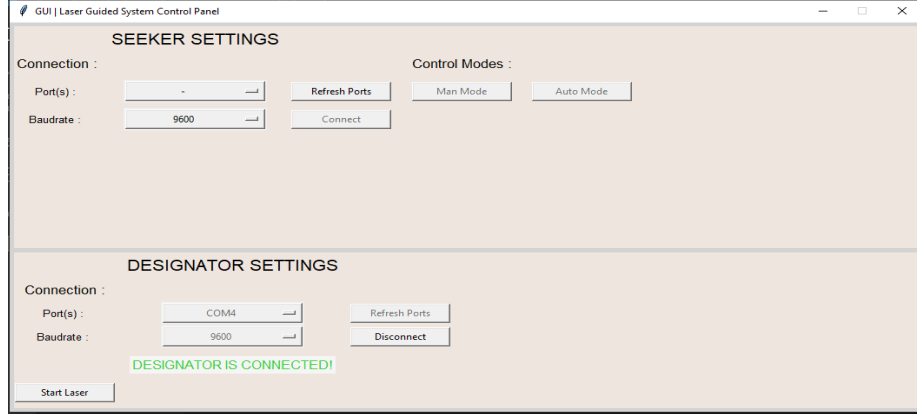 GUI | Laser Guided System Control Panel
SEEKER SETTINGS
Connection :
Control Modes :
Port(s) :
-
Refresh Ports
Man Mode
Auto Mode
Baudrate :
9600
Connect
DESIGNATOR SETTINGS
Connection :
Port(s) :
COM4
Refresh Ports
Baudrate :
9600
Disconnect
DESIGNATOR IS CONNECTED!
Start Laser